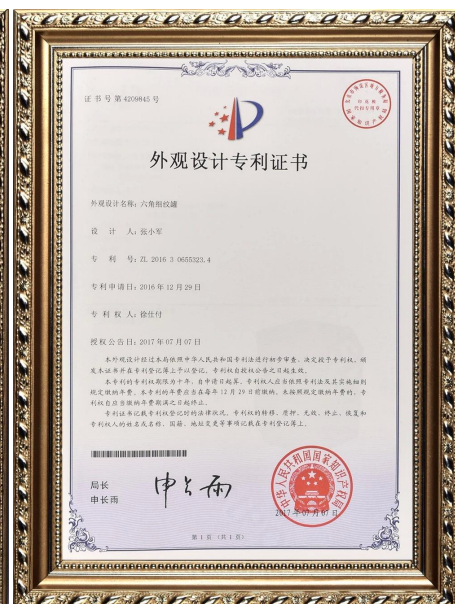 证书号第4209845号
外观设计专利证书
外观设计名称：六角细纹罐
设 计 人：张小军
专 利 号：ZL 2016 3 0655323.4
专利申请日：2016年12月29日
专 利 权 人：徐仕付
授权公告日：2017年07月07日
本外观设计经过本局依照中华人民共和国专利法进行初步审查，决定授予专利权，颁
发本证书并在专利登记簿上予以登记。专利权自授权公告之日起生效。
本专利的专利权期限为十年，自申请日起算。专利权人应当依照专利法及其实施细则
规定缴纳年费。本专利的年费应当在每年12月29日前缴纳。未按照规定缴纳年费的，专
利权自应当缴纳年费期满之日起终止。
专利证书记载专利权登记时的法律状况。专利权的转移、质押、无效、终止、恢复和
专利权人的姓名或名称、国籍、地址变更等事项记载在专利登记簿上。
局长
申长雨
申长雨
中华人民共和国国家知识产权局
2017年07月07日
第1页（共1页）